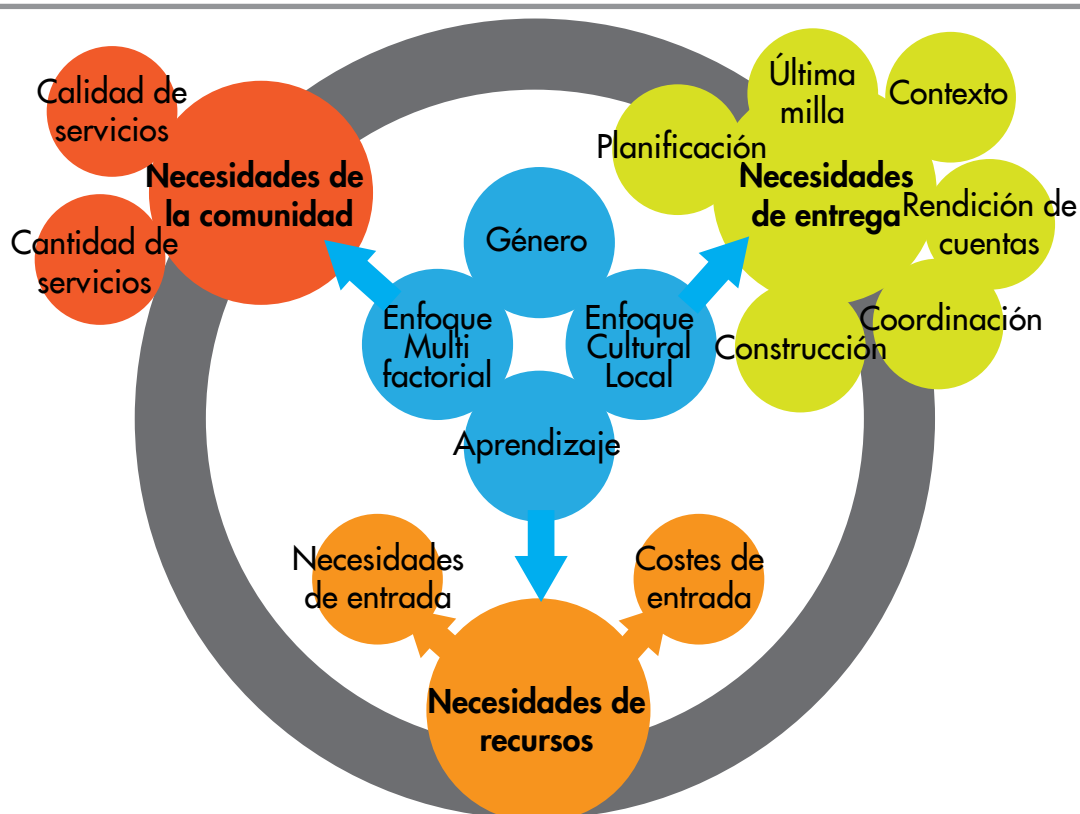 Calidad de
servicios
Necesidades de
la comunidad
Cantidad de
servicios
Última
milla
Contexto
Planificación
Necesidades
de entrega
Rendición de
cuentas
Coordinación
Construcción
Género
Enfoque
Multi
factorial
Enfoque
Cultural
Local
Aprendizaje
Necesidades
de entrada
Costes de
entrada
Necesidades de
recursos